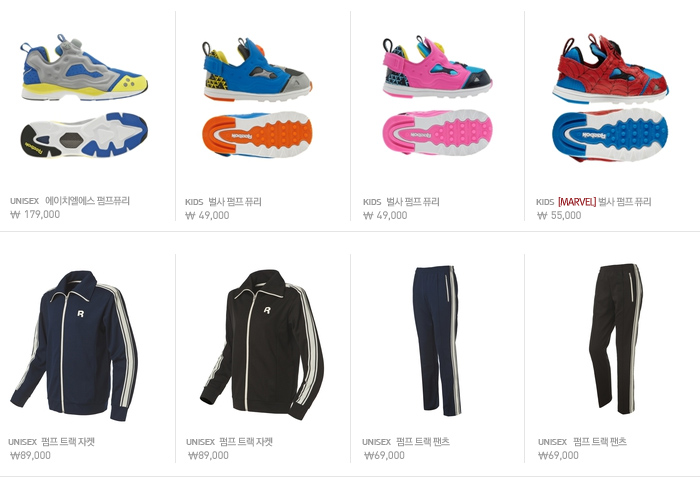 UNISEX 에이치엘에스 펌프퓨리
₩ 179,000
KIDS 벌사 펌프 퓨리
₩ 49,000
KIDS 벌사 펌프 퓨리
₩ 49,000
KIDS [MARVEL] 벌사 펌프 퓨리
₩ 55,000
UNISEX 펌프 트랙 자켓
₩89,000
UNISEX 펌프 트랙 자켓
₩89,000
UNISEX 펌프 트랙 팬츠
₩69,000
UNISEX 펌프 트랙 팬츠
₩69,000